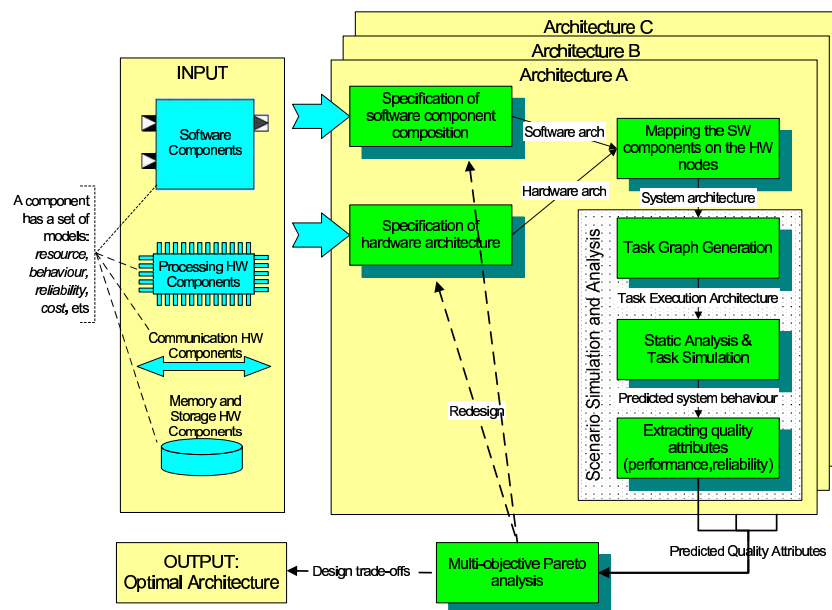 Architecture C
Architecture B
Architecture A
INPUT
Software
Components
A component
has a set of
models:
resource,
behaviour,
reliability,
cost, ets
Processing HW
Components
Communication HW
Components
Memory and
Storage HW
Components
Specification of
software component
composition
Software arch
Specification of
hardware architecture
Hardware arch
Mapping the SW
components on the HW
nodes
System architecture
Scenario Simulation and Analysis
Task Graph Generation
Task Execution Architecture
Static Analysis &
Task Simulation
Predicted system behaviour
Extracting quality
attributes
(performance,reliability)
Redesign
Predicted Quality Attributes
Multi-objective Pareto
analysis
Design trade-offs
OUTPUT:
Optimal Architecture